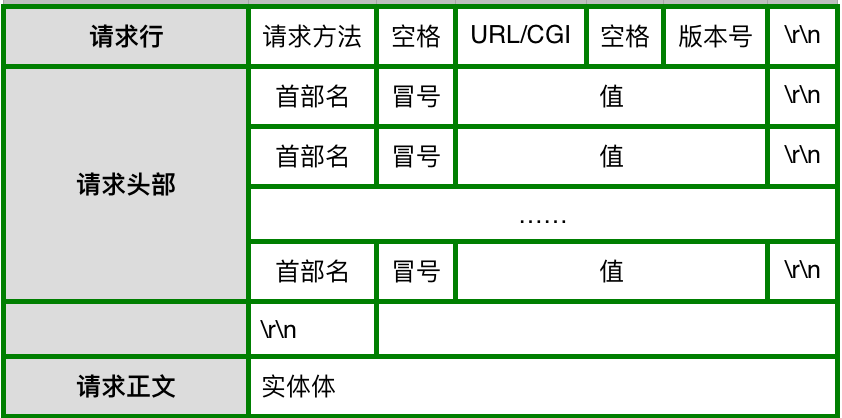 请求行 请求方法 空格 URL/CGI 空格 版本号 \r\n
首部名 冒号 值 \r\n
首部名 冒号 值 \r\n
请求头部
……
首部名 冒号 值 \r\n
\r\n
请求正文 实体体